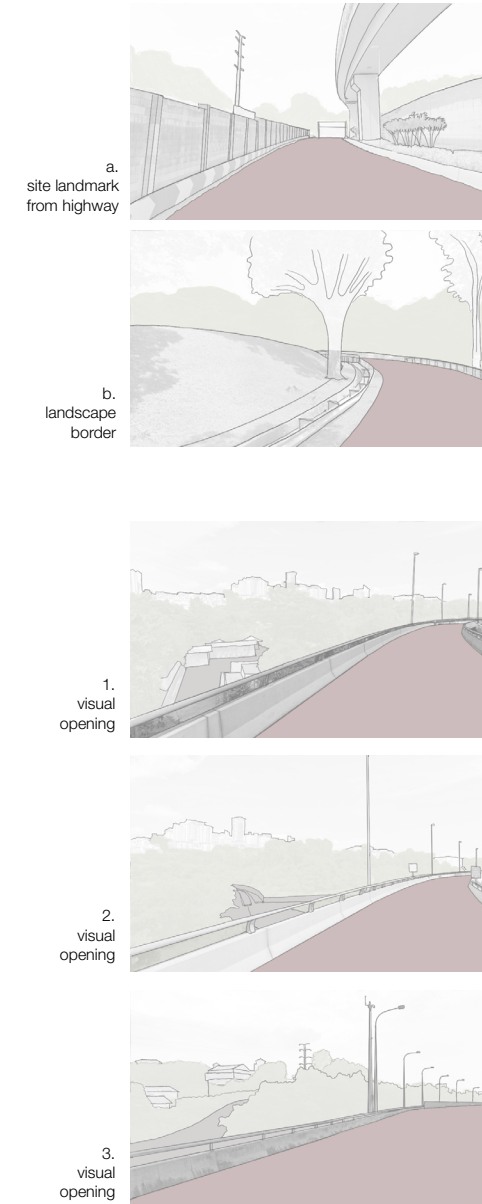 a.
site landmark
from highway
b.
landscape
border
1.
visual
opening
2.
visual
opening
3.
visual
opening